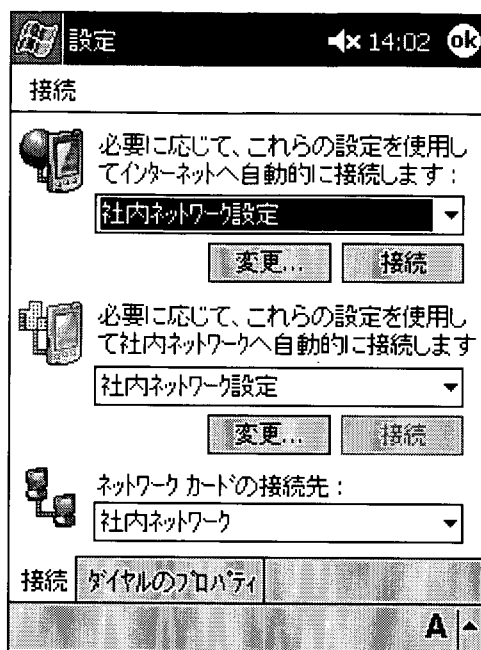 設定 14:02 ok
接続
必要に応じて、これらの設定を使用し
てインターネットへ自動的に接続します：
社内ネットワーク設定
変更... 接続
必要に応じて、これらの設定を使用し
て社内ネットワークへ自動的に接続します
社内ネットワーク設定
変更... 接続
ネットワーク カードの接続先：
社内ネットワーク
接続 ダイヤルのプロパティ
A